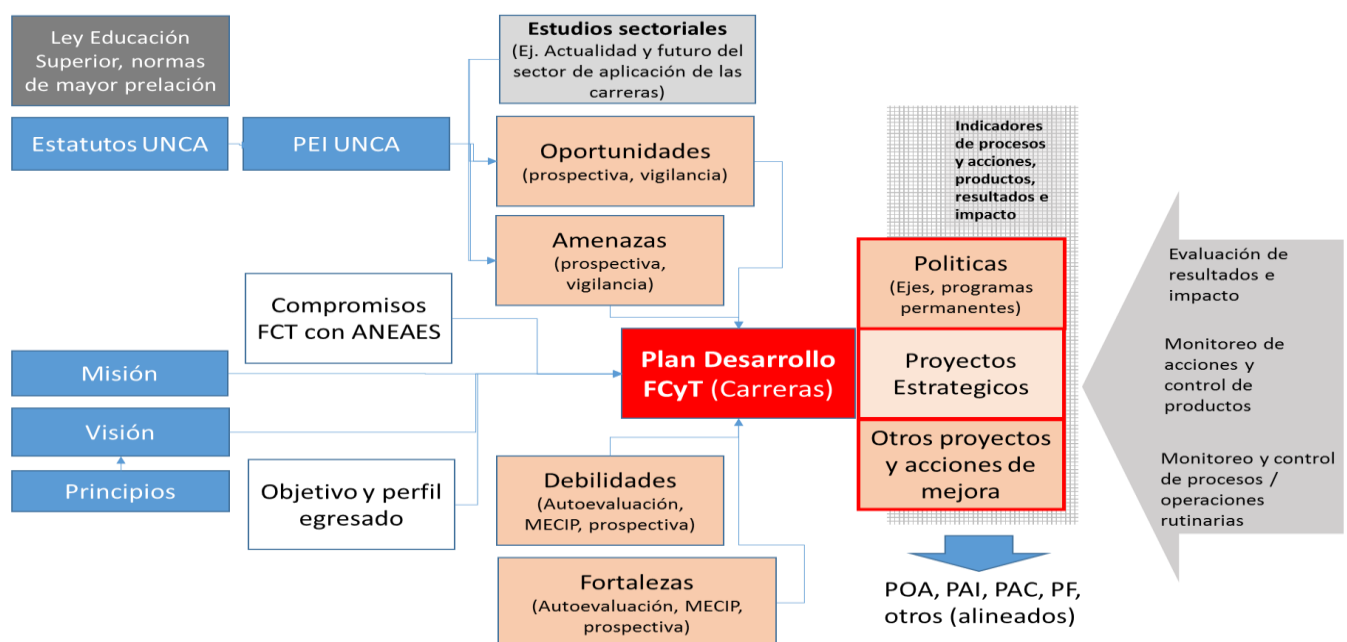 Ley Educación
Superior, normas
de mayor prelación
Estatutos UNCA
PEI UNCA
Estudios sectoriales
(Ej. Actualidad y futuro del
sector de aplicación de las
carreras)
Oportunidades
(prospectiva, vigilancia)
Amenazas
(prospectiva,
vigilancia)
Compromisos
FCT con ANEAES
Misión
Visión
Principios
Objetivo y perfil
egresado
Plan Desarrollo
FCyT (Carreras)
Debilidades
(Autoevaluación,
MECIP, prospectiva)
Fortalezas
(Autoevaluación, MECIP,
prospectiva)
Indicadores
de procesos
y acciones,
productos,
resultados e
impacto
Politicas
(Ejes, programas
permanentes)
Proyectos
Estrategicos
Otros proyectos
y acciones de
mejora
POA, PAI, PAC, PF,
otros (alineados)
Evaluación de
resultados e
impacto
Monitoreo de
acciones y
control de
productos
Monitoreo y control
de procesos /
operaciones
rutinarias